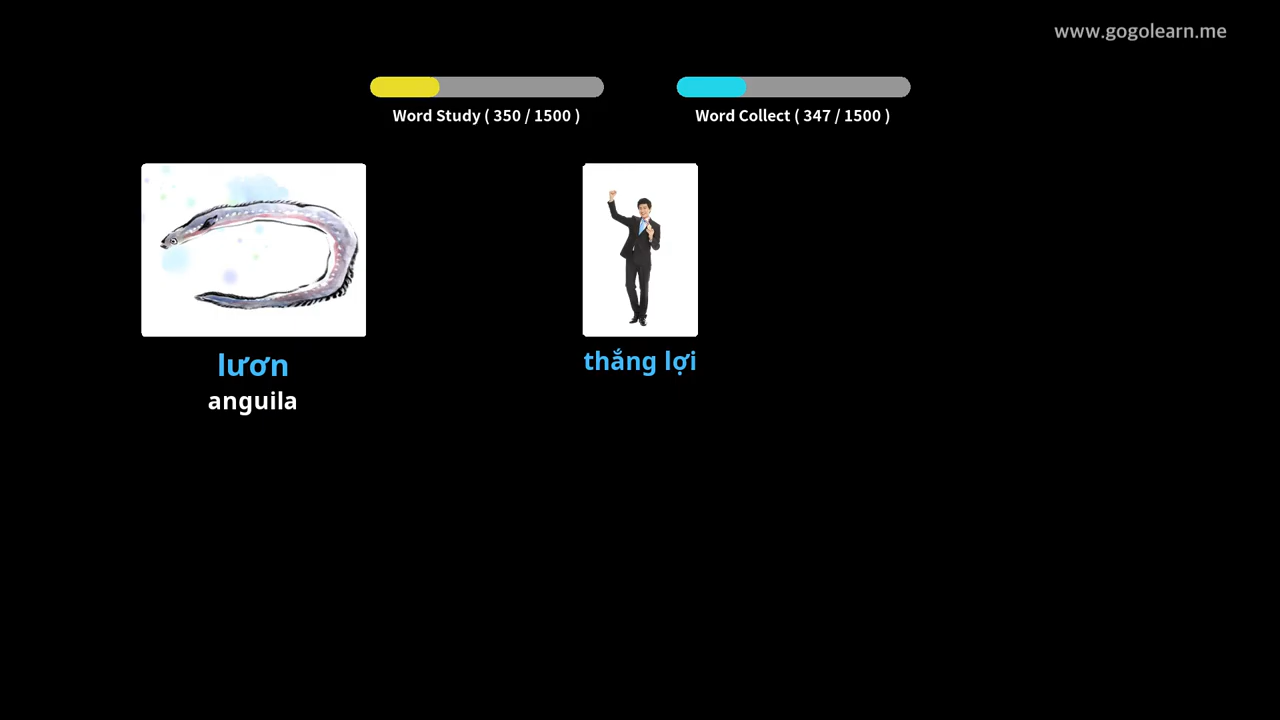 www.gogolearn.me
Word Study ( 350 / 1500 )
Word Collect ( 347 / 1500 )
lươn
anguila
thắng lợi